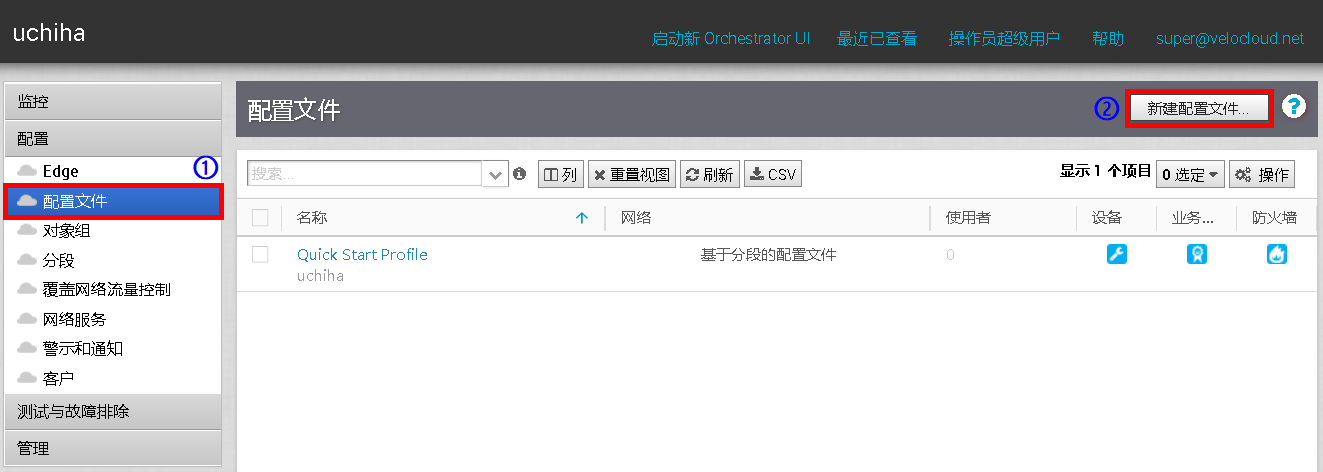 uchiha
启动新 Orchestrator UI 最近已查看 操作员超级用户 帮助 super@velocloud.net
监控
配置
Edge
①
配置文件
对象组
分段
覆盖网络流量控制
网络服务
警示和通知
客户
测试与故障排除
管理
配置文件
② 新建配置文件... ?
搜索... 列 重置视图 刷新 CSV 显示 1 个项目 0 选定 操作
名称 网络 使用者 设备 业务... 防火墙
Quick Start Profile 基于分段的配置文件 0
uchiha